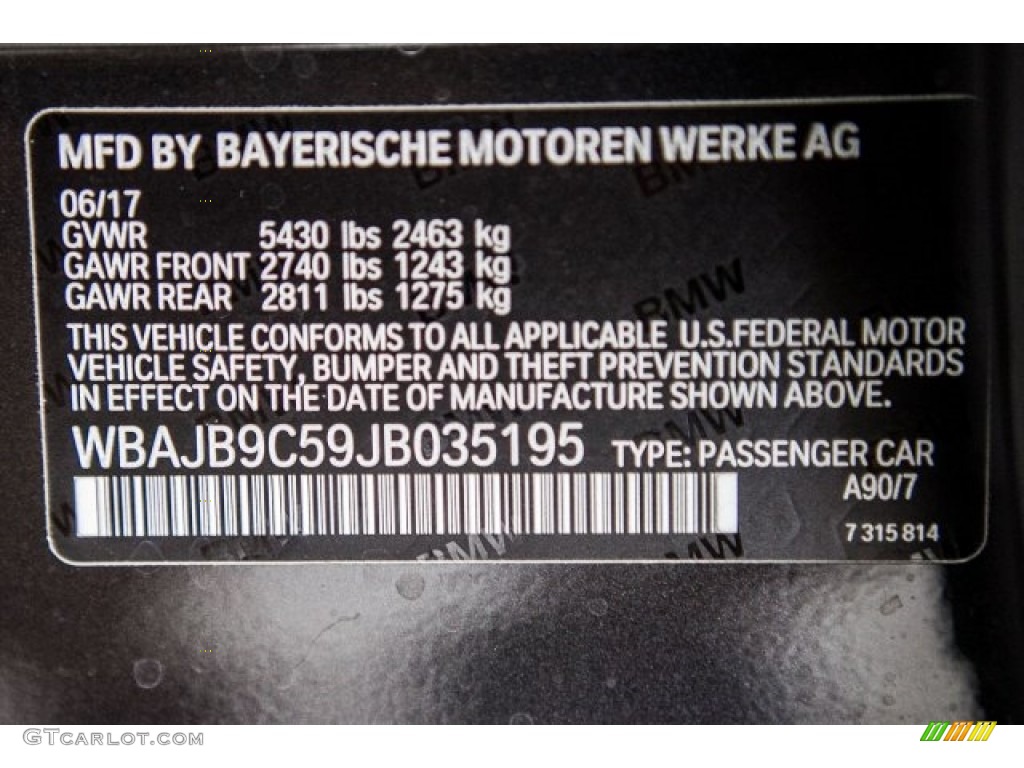 MFD BY BAYERISCHE MOTOREN WERKE AG
06/17
GVWR 5430 lbs 2463 kg
GAWR FRONT 2740 lbs 1243 kg
GAWR REAR 2811 lbs 1275 kg
THIS VEHICLE CONFORMS TO ALL APPLICABLE U.S.FEDERAL MOTOR
VEHICLE SAFETY, BUMPER AND THEFT PREVENTION STANDARDS
IN EFFECT ON THE DATE OF MANUFACTURE SHOWN ABOVE.
WBAJB9C59JB035195 TYPE: PASSENGER CAR
A90/7
7 315 814
BMW
BMW
BMW
GTCARLOT.COM